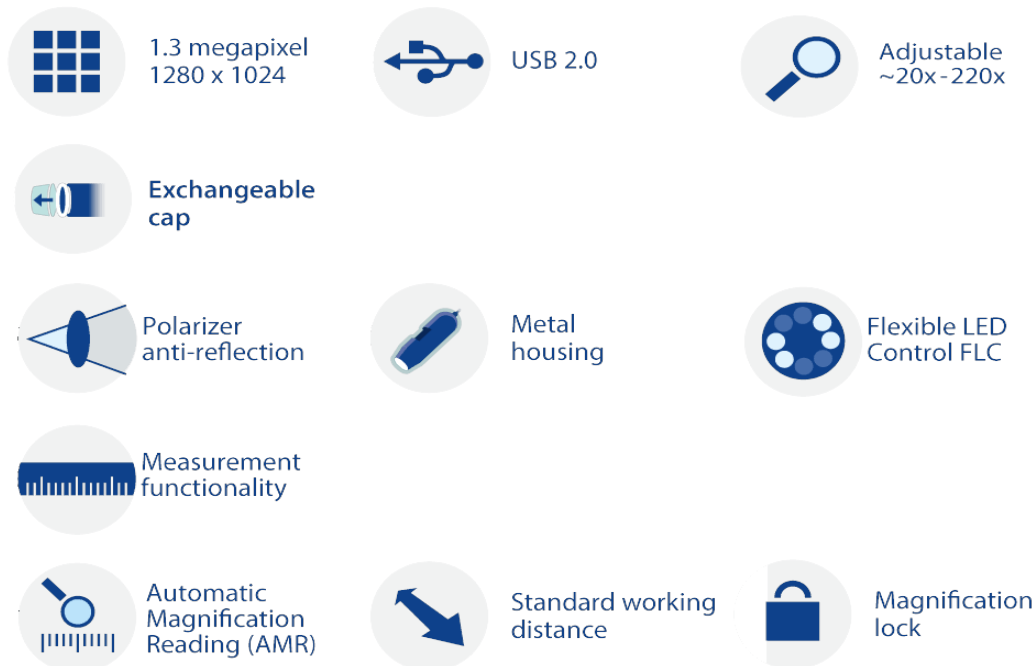 1.3 megapixel
1280 x 1024
USB 2.0
Adjustable
~20x-220x
Exchangeable
cap
Polarizer
anti-reflection
Metal
housing
Flexible LED
Control FLC
Measurement
functionality
Automatic
Magnification
Reading (AMR)
Standard working
distance
Magnification
lock